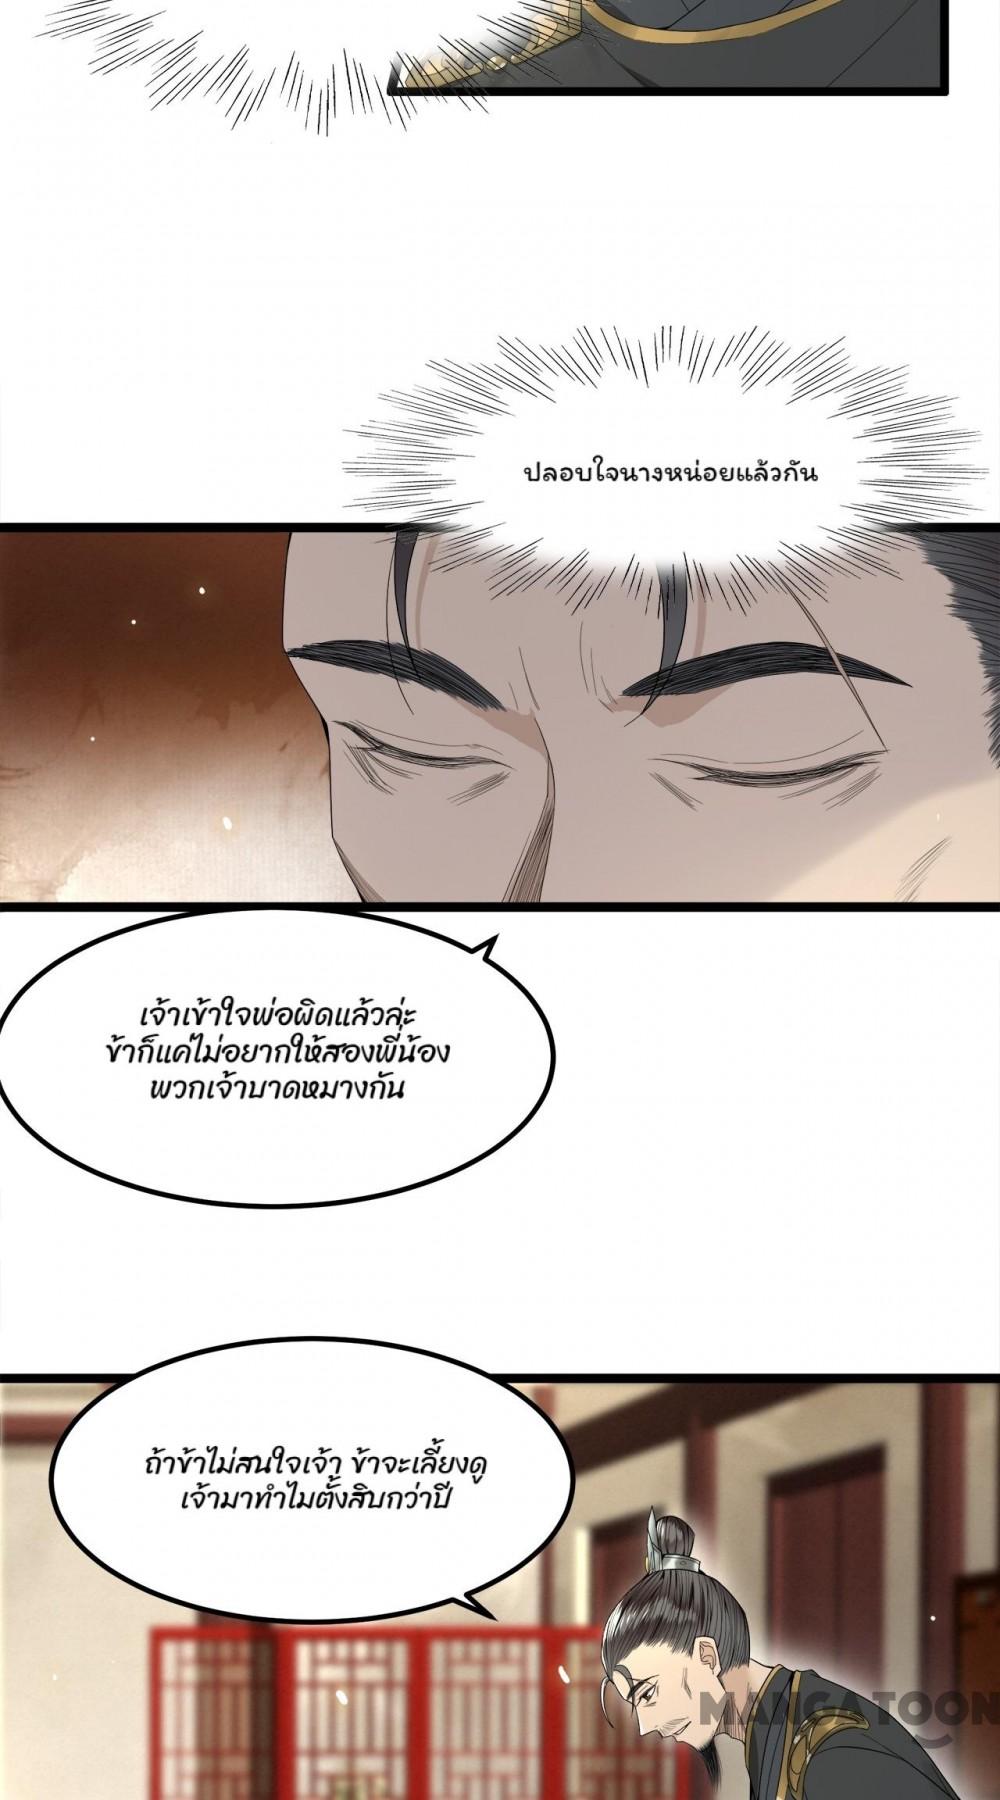 ปลอบใจนางหน่อยแล้วกัน
เจ้าเข้าใจพ่อผิดแล้วล่ะ
ข้าก็แค่ไม่อยากให้สองพี่น้อง
พวกเจ้าบาดหมางกัน
ถ้าข้าไม่สนใจเจ้า ข้าจะเลี้ยงดู
เจ้ามาทำไมตั้งสิบกว่าปี
MANGATOON